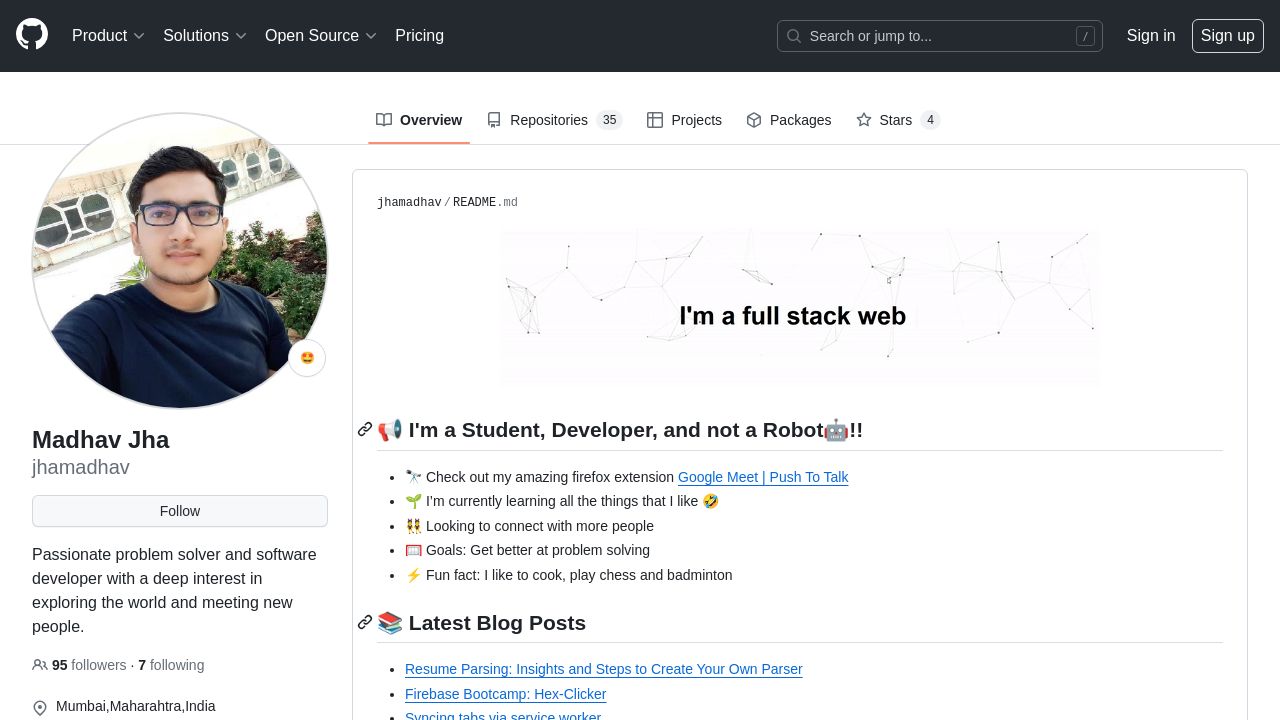 Product Solutions Open Source Pricing Search or jump to... / Sign in Sign up
Overview Repositories 35 Projects Packages Stars 4
jhamadhav/README.md
I'm a full stack web
📢 I'm a Student, Developer, and not a Robot🤖!!
🔭 Check out my amazing firefox extension Google Meet | Push To Talk
🌱 I'm currently learning all the things that I like 🤣
👯 Looking to connect with more people
🥅 Goals: Get better at problem solving
⚡ Fun fact: I like to cook, play chess and badminton
📚 Latest Blog Posts
Resume Parsing: Insights and Steps to Create Your Own Parser
Firebase Bootcamp: Hex-Clicker
Syncing tabs via service worker
🤩
Madhav Jha
jhamadhav
Follow
Passionate problem solver and software
developer with a deep interest in
exploring the world and meeting new
people.
95 followers · 7 following
Mumbai,Maharahtra,India